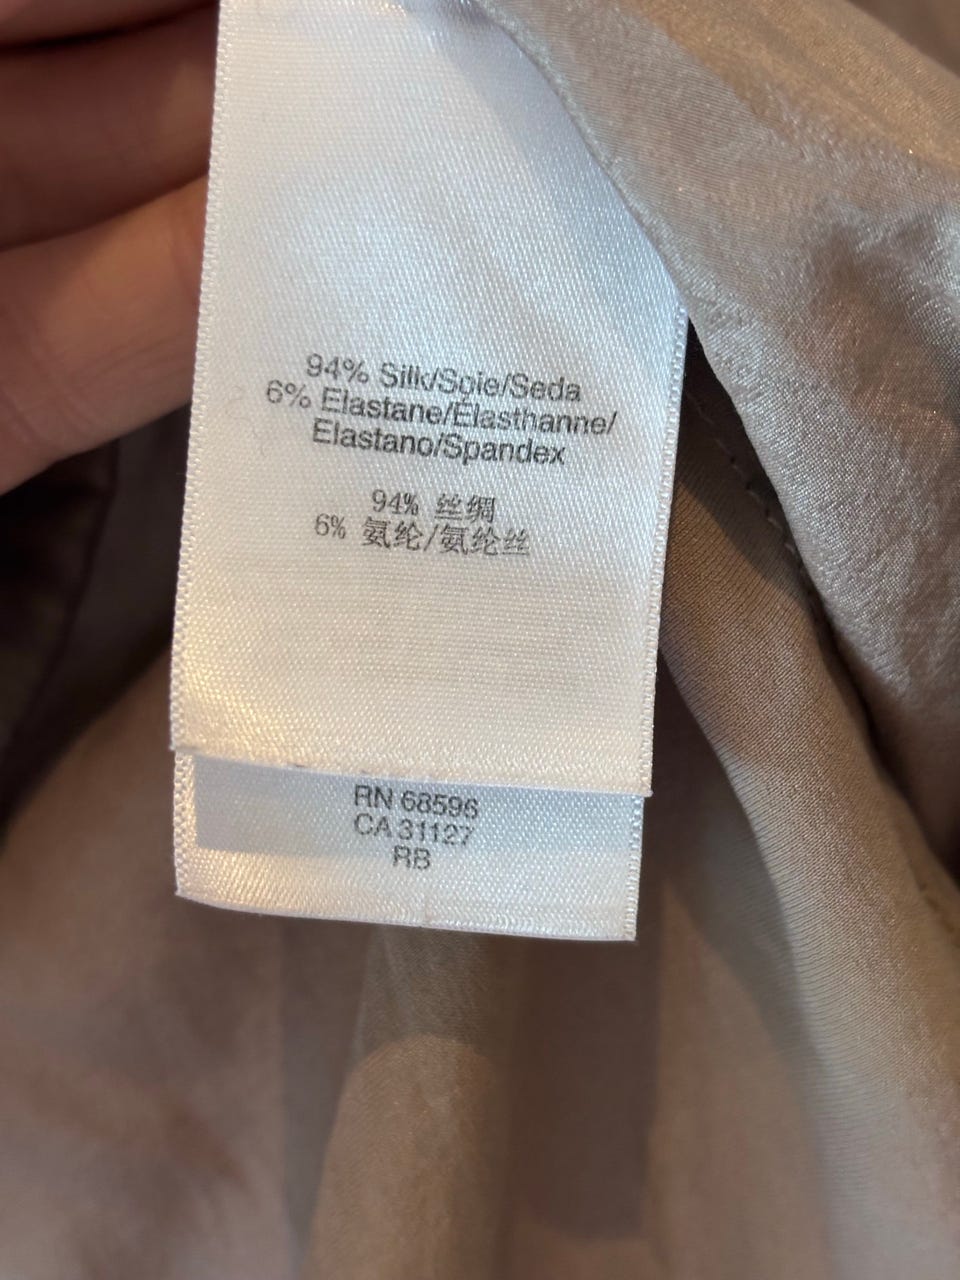 94% Silk/Soie/Seda
6% Elastane/Élasthanne/
Elastano/Spandex
94% 丝绸
6% 氨纶/氨纶丝
RN 68596
CA 31127
RB